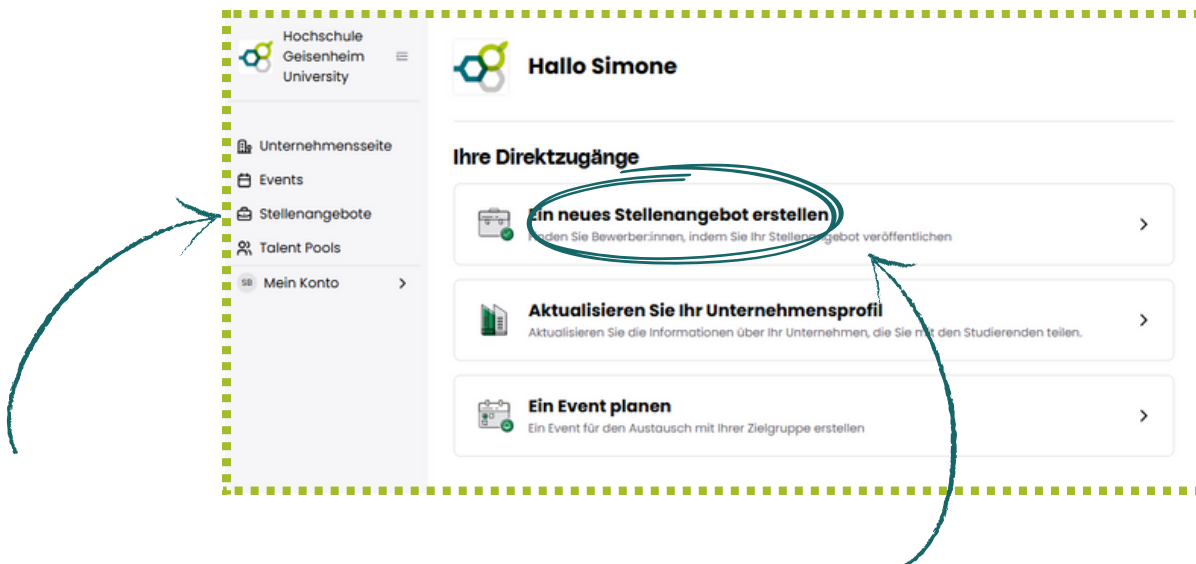 Hochschule
Geisenheim
University
Unternehmensseite
Events
Stellenangebote
Talent Pools
SB Mein Konto
Hallo Simone
Ihre Direktzugänge
Ein neues Stellenangebot erstellen
Finden Sie Bewerber:innen, indem Sie Ihr Stellenangebot veröffentlichen
Aktualisieren Sie Ihr Unternehmensprofil
Aktualisieren Sie die Informationen über Ihr Unternehmen, die Sie mit den Studierenden teilen.
Ein Event planen
Ein Event für den Austausch mit Ihrer Zielgruppe erstellen